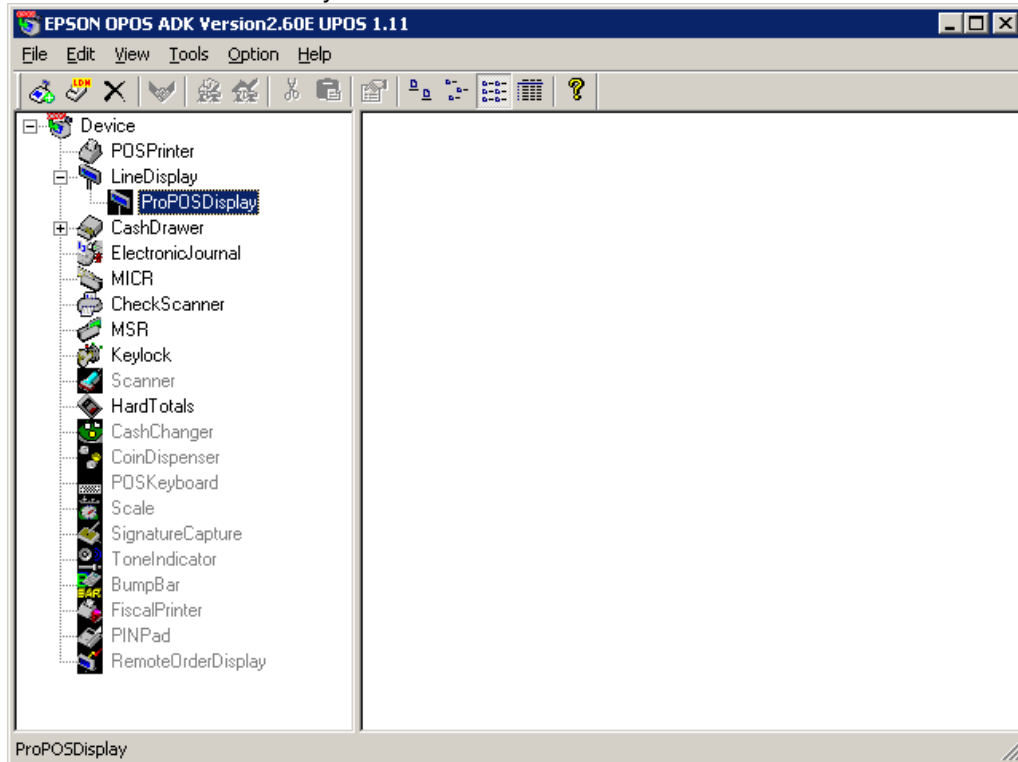 EPSON OPOS ADK Version2.60E UPOS 1.11
File Edit View Tools Option Help
Device
POSPrinter
LineDisplay
ProPOSDisplay
CashDrawer
ElectronicJournal
MICR
CheckScanner
MSR
Keylock
Scanner
HardTotals
CashChanger
CoinDispenser
POSKeyboard
Scale
SignatureCapture
ToneIndicator
BumpBar
FiscalPrinter
PINPad
RemoteOrderDisplay
ProPOSDisplay